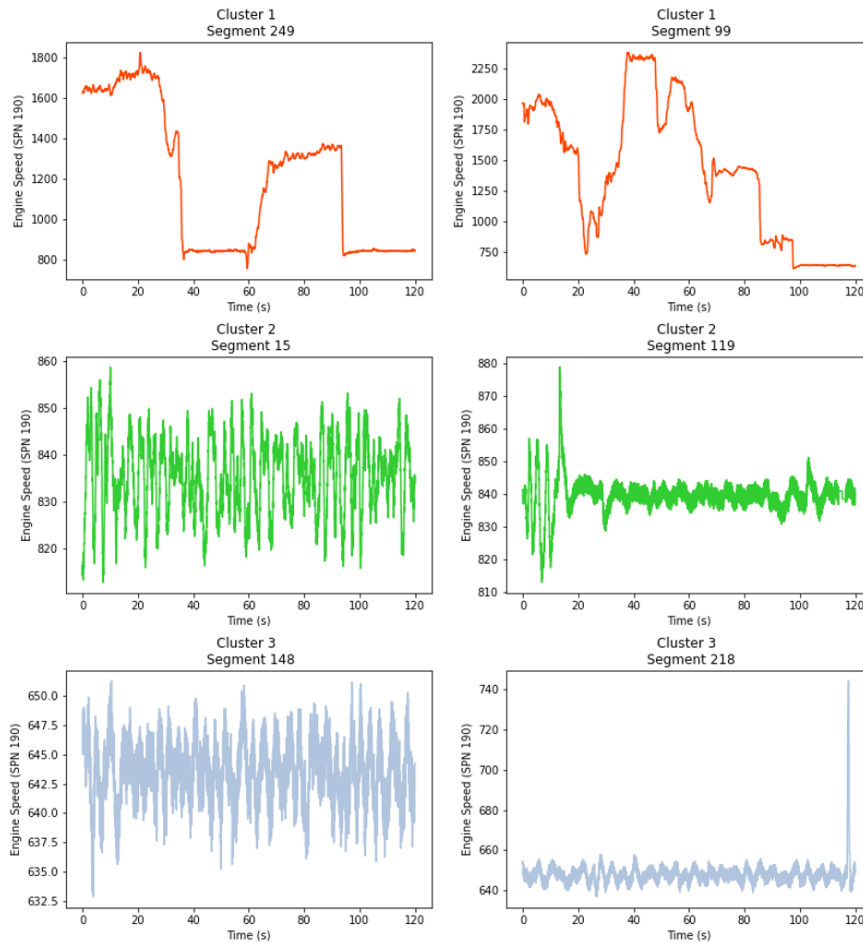 Cluster 1
Segment 249
Engine Speed (SPN 190)
1800
1600
1400
1200
1000
800
0 20 40 60 80 100 120
Time (s)
Cluster 1
Segment 99
Engine Speed (SPN 190)
2250
2000
1750
1500
1250
1000
750
0 20 40 60 80 100 120
Time (s)
Cluster 2
Segment 15
Engine Speed (SPN 190)
860
850
840
830
820
0 20 40 60 80 100 120
Time (s)
Cluster 2
Segment 119
Engine Speed (SPN 190)
880
870
860
850
840
830
820
810
0 20 40 60 80 100 120
Time (s)
Cluster 3
Segment 148
Engine Speed (SPN 190)
650.0
647.5
645.0
642.5
640.0
637.5
635.0
632.5
0 20 40 60 80 100 120
Time (s)
Cluster 3
Segment 218
Engine Speed (SPN 190)
740
720
700
680
660
640
0 20 40 60 80 100 120
Time (s)